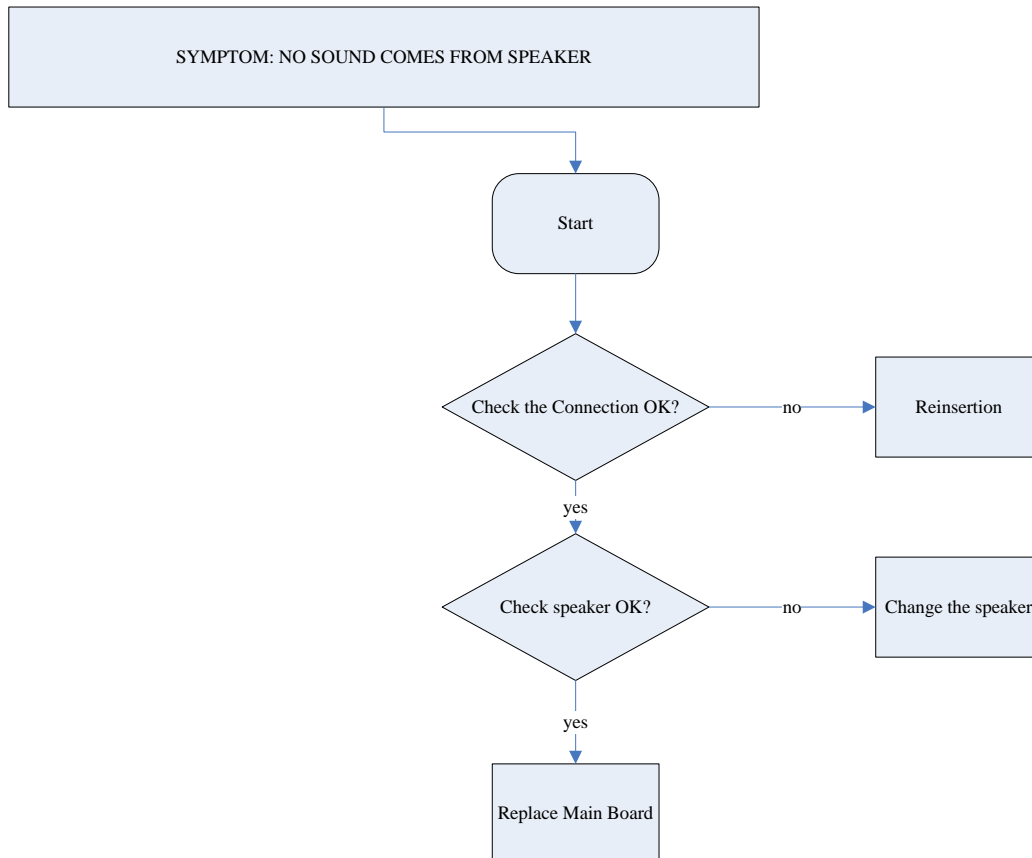 SYMPTOM: NO SOUND COMES FROM SPEAKER
Start
Check the Connection OK?
no
Reinsertion
yes
Check speaker OK?
no
Change the speaker
yes
Replace Main Board